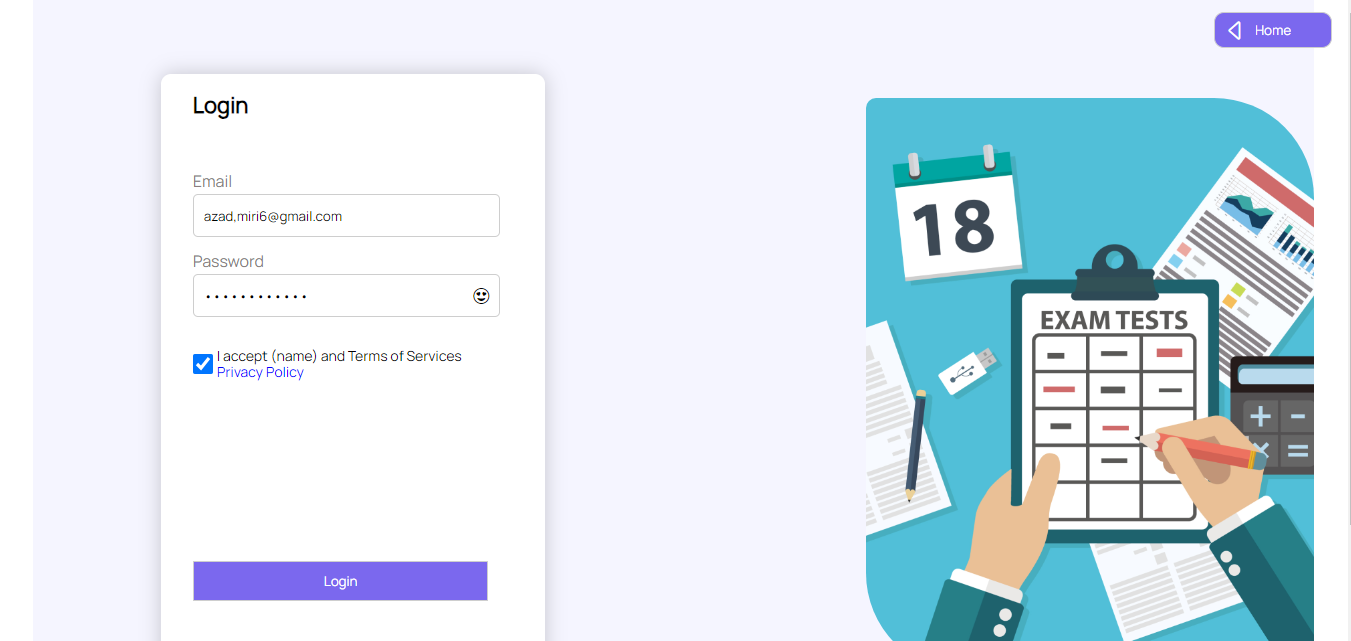 Home
Login
Email
azad,miri6@gmail.com
Password
••••••••••••
I accept (name) and Terms of Services
Privacy Policy
Login
18
EXAM TESTS